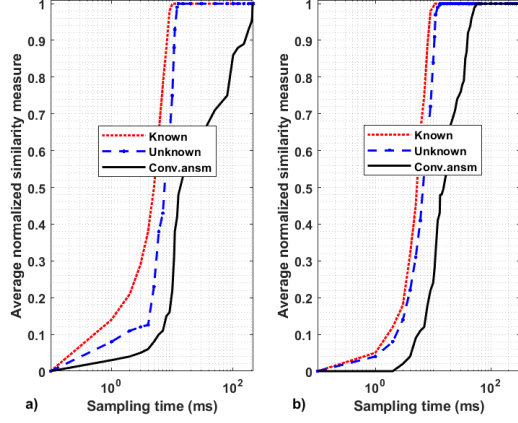 Average normalized similarity measure
1
0.9
0.8
0.7
0.6
0.5
0.4
0.3
0.2
0.1
0
Known
Unknown
Conv.ansm
10^0
10^2
a)
Sampling time (ms)
Average normalized similarity measure
1
0.9
0.8
0.7
0.6
0.5
0.4
0.3
0.2
0.1
0
Known
Unknown
Conv.ansm
10^0
10^2
b)
Sampling time (ms)